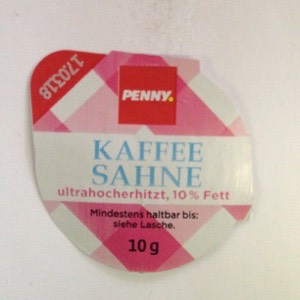 17.03.18
PENNY.
KAFFEE
SAHNE
ultrahocherhitzt, 10% Fett
Mindestens haltbar bis:
siehe Lasche.
10 g